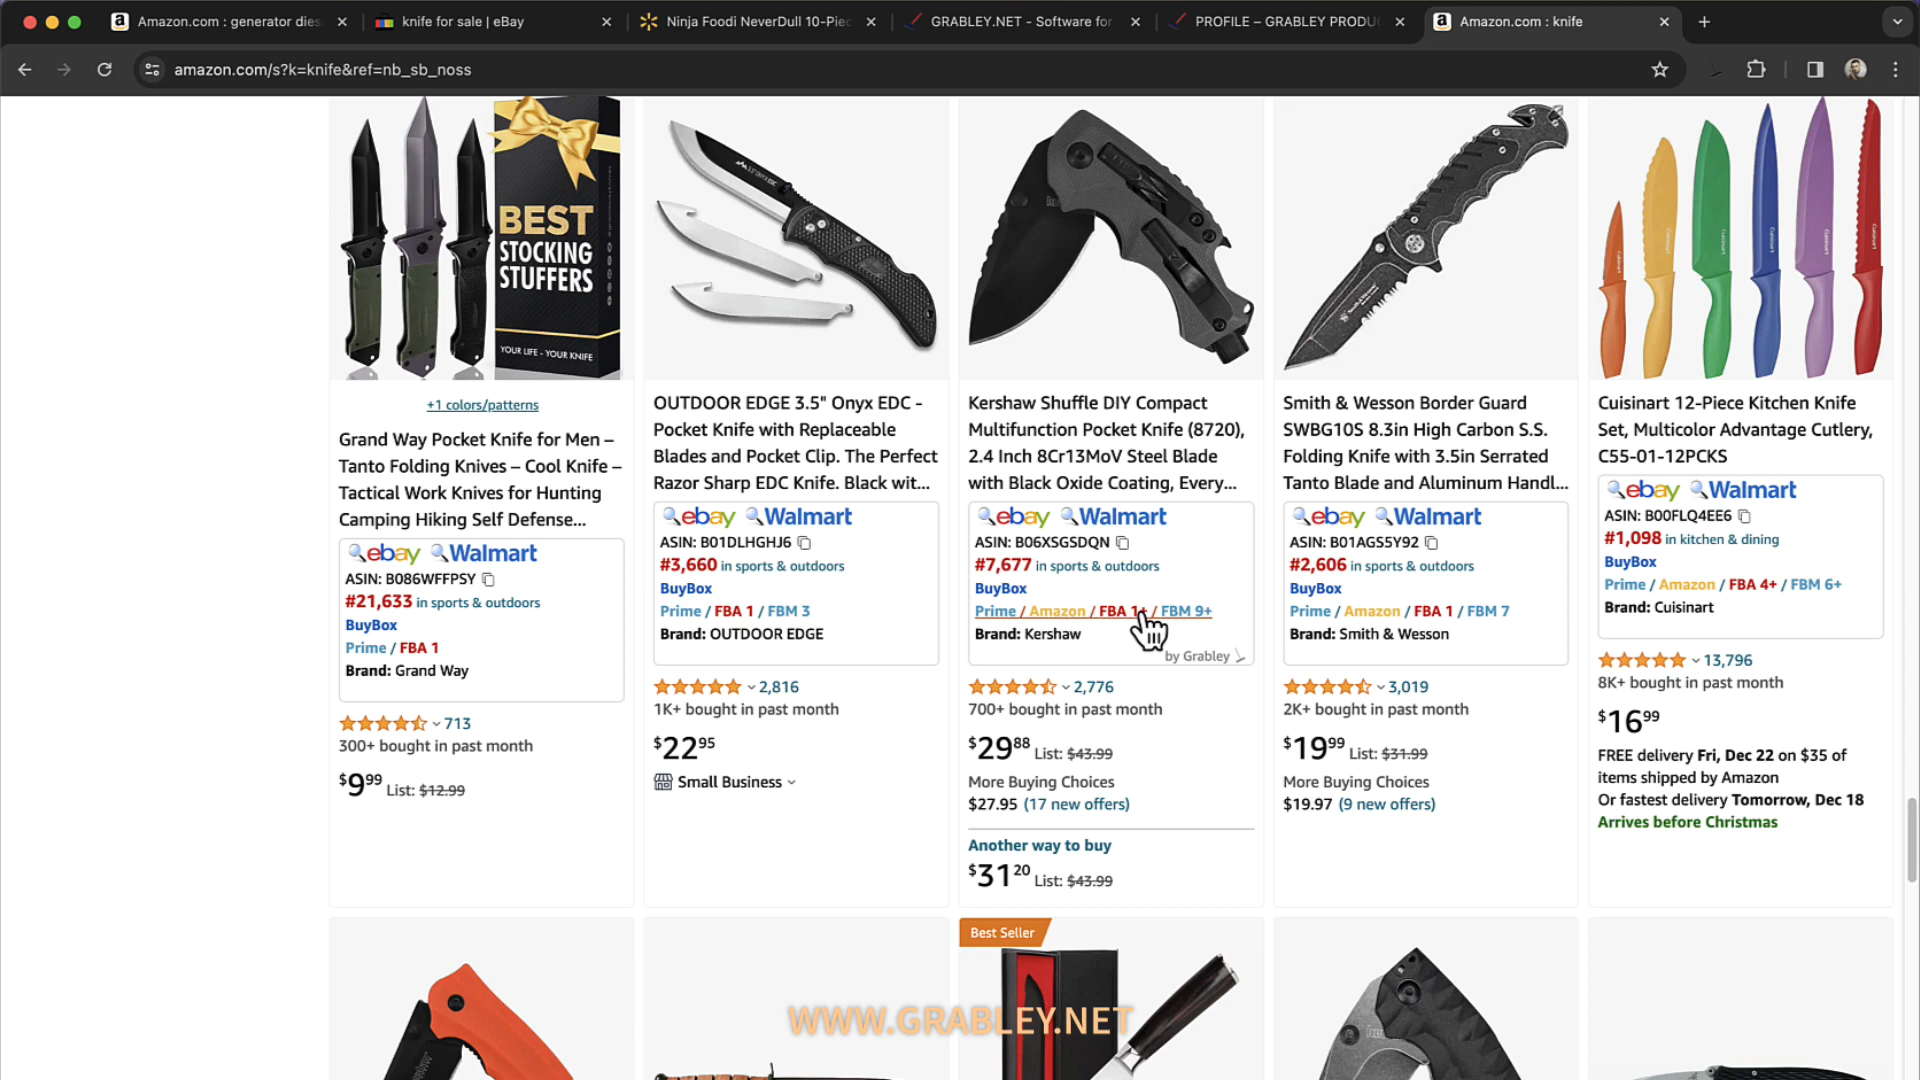 Amazon.com : generator dies
knife for sale | eBay
Ninja Foodi NeverDull 10-Piec
GRABLEY.NET - Software for
PROFILE – GRABLEY PRODU
Amazon.com : knife
amazon.com/s?k=knife&ref=nb_sb_noss
BEST
STOCKING
STUFFERS
YOUR LIFE - YOUR KNIFE
+1 colors/patterns
Grand Way Pocket Knife for Men –
Tanto Folding Knives – Cool Knife –
Tactical Work Knives for Hunting
Camping Hiking Self Defense...
ebay Walmart
ASIN: B086WFFPSY
#21,633 in sports & outdoors
BuyBox
Prime / FBA 1
Brand: Grand Way
713
300+ bought in past month
$9.99 List: $12.99
OUTDOOR EDGE 3.5" Onyx EDC -
Pocket Knife with Replaceable
Blades and Pocket Clip. The Perfect
Razor Sharp EDC Knife. Black wit...
ebay Walmart
ASIN: B01DLHGHJ6
#3,660 in sports & outdoors
BuyBox
Prime / FBA 1 / FBM 3
Brand: OUTDOOR EDGE
2,816
1K+ bought in past month
$22.95
Small Business
Kershaw Shuffle DIY Compact
Multifunction Pocket Knife (8720),
2.4 Inch 8Cr13MoV Steel Blade
with Black Oxide Coating, Every...
ebay Walmart
ASIN: B06XSGSDQN
#7,677 in sports & outdoors
BuyBox
Prime / Amazon / FBA 1+ / FBM 9+
Brand: Kershaw
by Grabley
2,776
700+ bought in past month
$29.88 List: $43.99
More Buying Choices
$27.95 (17 new offers)
Another way to buy
$31.20 List: $43.99
Smith & Wesson Border Guard
SWBG10S 8.3in High Carbon S.S.
Folding Knife with 3.5in Serrated
Tanto Blade and Aluminum Handl...
ebay Walmart
ASIN: B01AGS5Y92
#2,606 in sports & outdoors
BuyBox
Prime / Amazon / FBA 1 / FBM 7
Brand: Smith & Wesson
3,019
2K+ bought in past month
$19.99 List: $31.99
More Buying Choices
$19.97 (9 new offers)
Cuisinart 12-Piece Kitchen Knife
Set, Multicolor Advantage Cutlery,
C55-01-12PCKS
ebay Walmart
ASIN: B00FLQ4EE6
#1,098 in kitchen & dining
BuyBox
Prime / Amazon / FBA 4+ / FBM 6+
Brand: Cuisinart
13,796
8K+ bought in past month
$16.99
FREE delivery Fri, Dec 22 on $35 of
items shipped by Amazon
Or fastest delivery Tomorrow, Dec 18
Arrives before Christmas
Best Seller
WWW.GRABLEY.NET